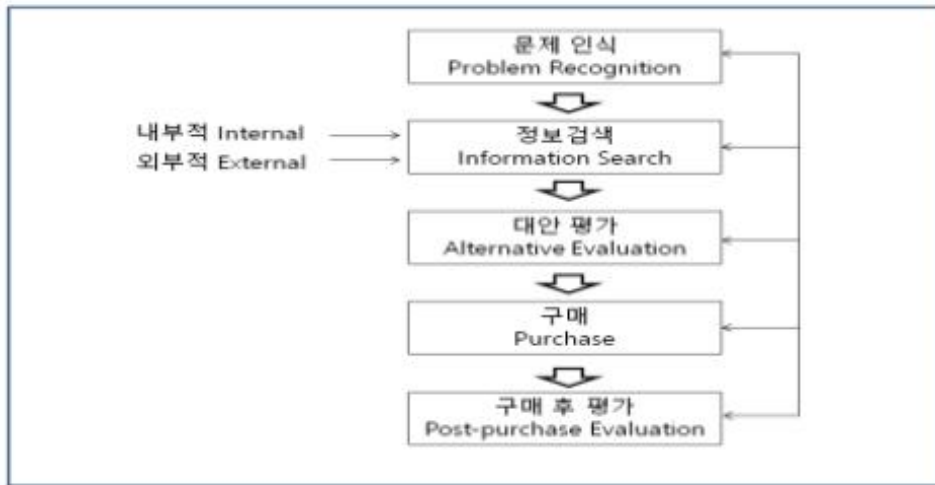 문제 인식
Problem Recognition
내부적 Internal
외부적 External
정보검색
Information Search
대안 평가
Alternative Evaluation
구매
Purchase
구매 후 평가
Post-purchase Evaluation